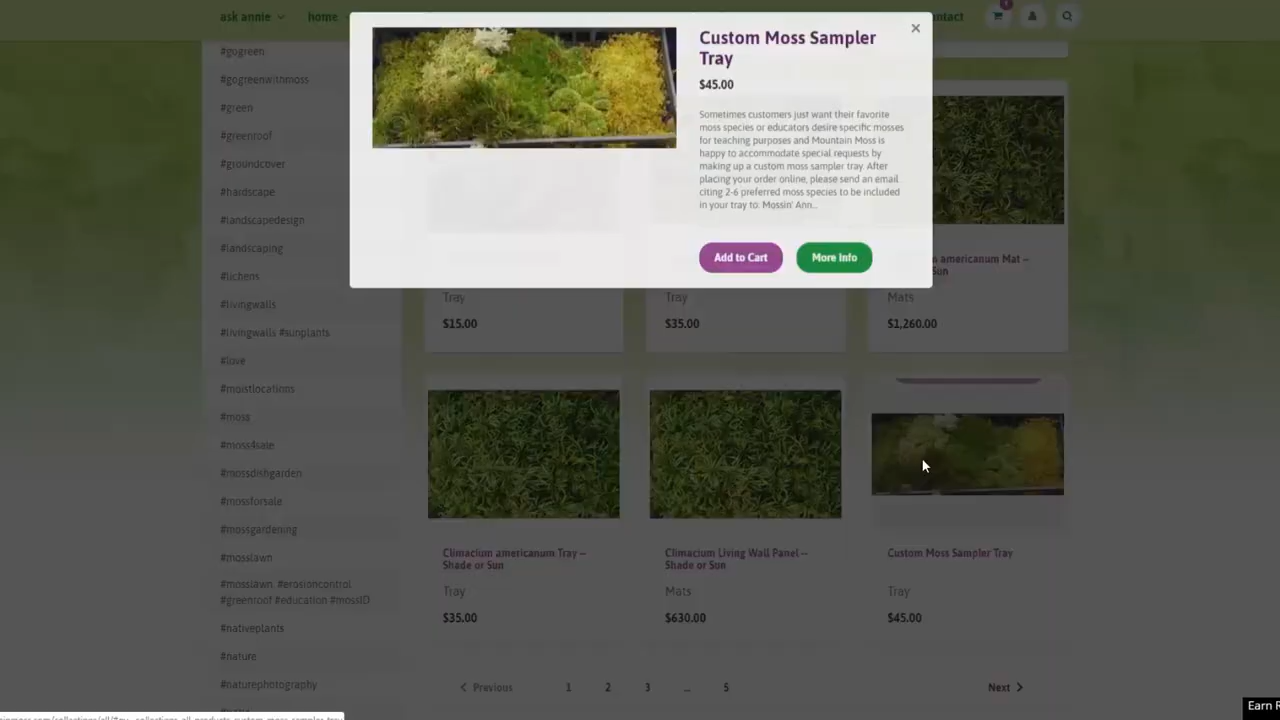 ask annie
home
#gogreen
#gogreenwithmoss
#green
#greenroof
#groundcover
#hardscape
#landscapedesign
#landscaping
#lichens
#livingwalls
#livingwalls #sunplants
#love
#moistlocations
#moss
#moss4sale
#mossdishgarden
#mossforsale
#mossgardening
#mosslawn
#mosslawn #erosioncontrol
#greenroof #education #mossID
#nativeplants
#nature
#naturephotography
Custom Moss Sampler
Tray
$45.00
Sometimes customers just want their favorite
moss species or educators desire specific mosses
for teaching purposes and Mountain Moss is
happy to accommodate special requests by
making up a custom moss sampler tray. After
placing your order online, please send an email
citing 2-6 preferred moss species to be included
in your tray to: Mossin' Ann...
Add to Cart
More Info
Tray
$15.00
Tray
$35.00
americanum Mat –
Sun
Mats
$1,260.00
Climacium americanum Tray –
Shade or Sun
Tray
$35.00
Climacium Living Wall Panel –
Shade or Sun
Mats
$630.00
Custom Moss Sampler Tray
Tray
$45.00
Previous 1 2 3 ... 5 Next
Earn